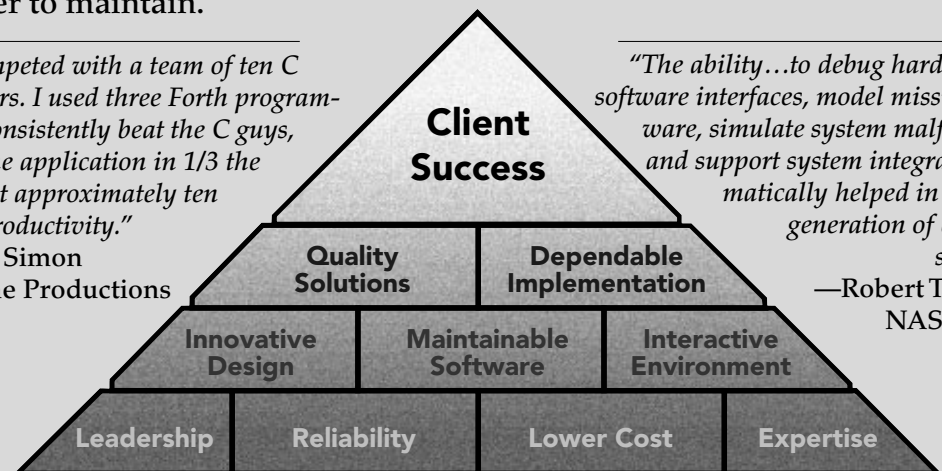 er to maintain.
mpeted with a team of ten C
rs. I used three Forth program-
onsistently beat the C guys,
e application in 1/3 the
t approximately ten
roductivity.”
Simon
e Productions
“The ability…to debug hard
software interfaces, model miss
ware, simulate system malf
and support system integra
matically helped in
generation of
s
—Robert T
NAS
Client
Success
Quality
Solutions
Dependable
Implementation
Innovative
Design
Maintainable
Software
Interactive
Environment
Leadership
Reliability
Lower Cost
Expertise